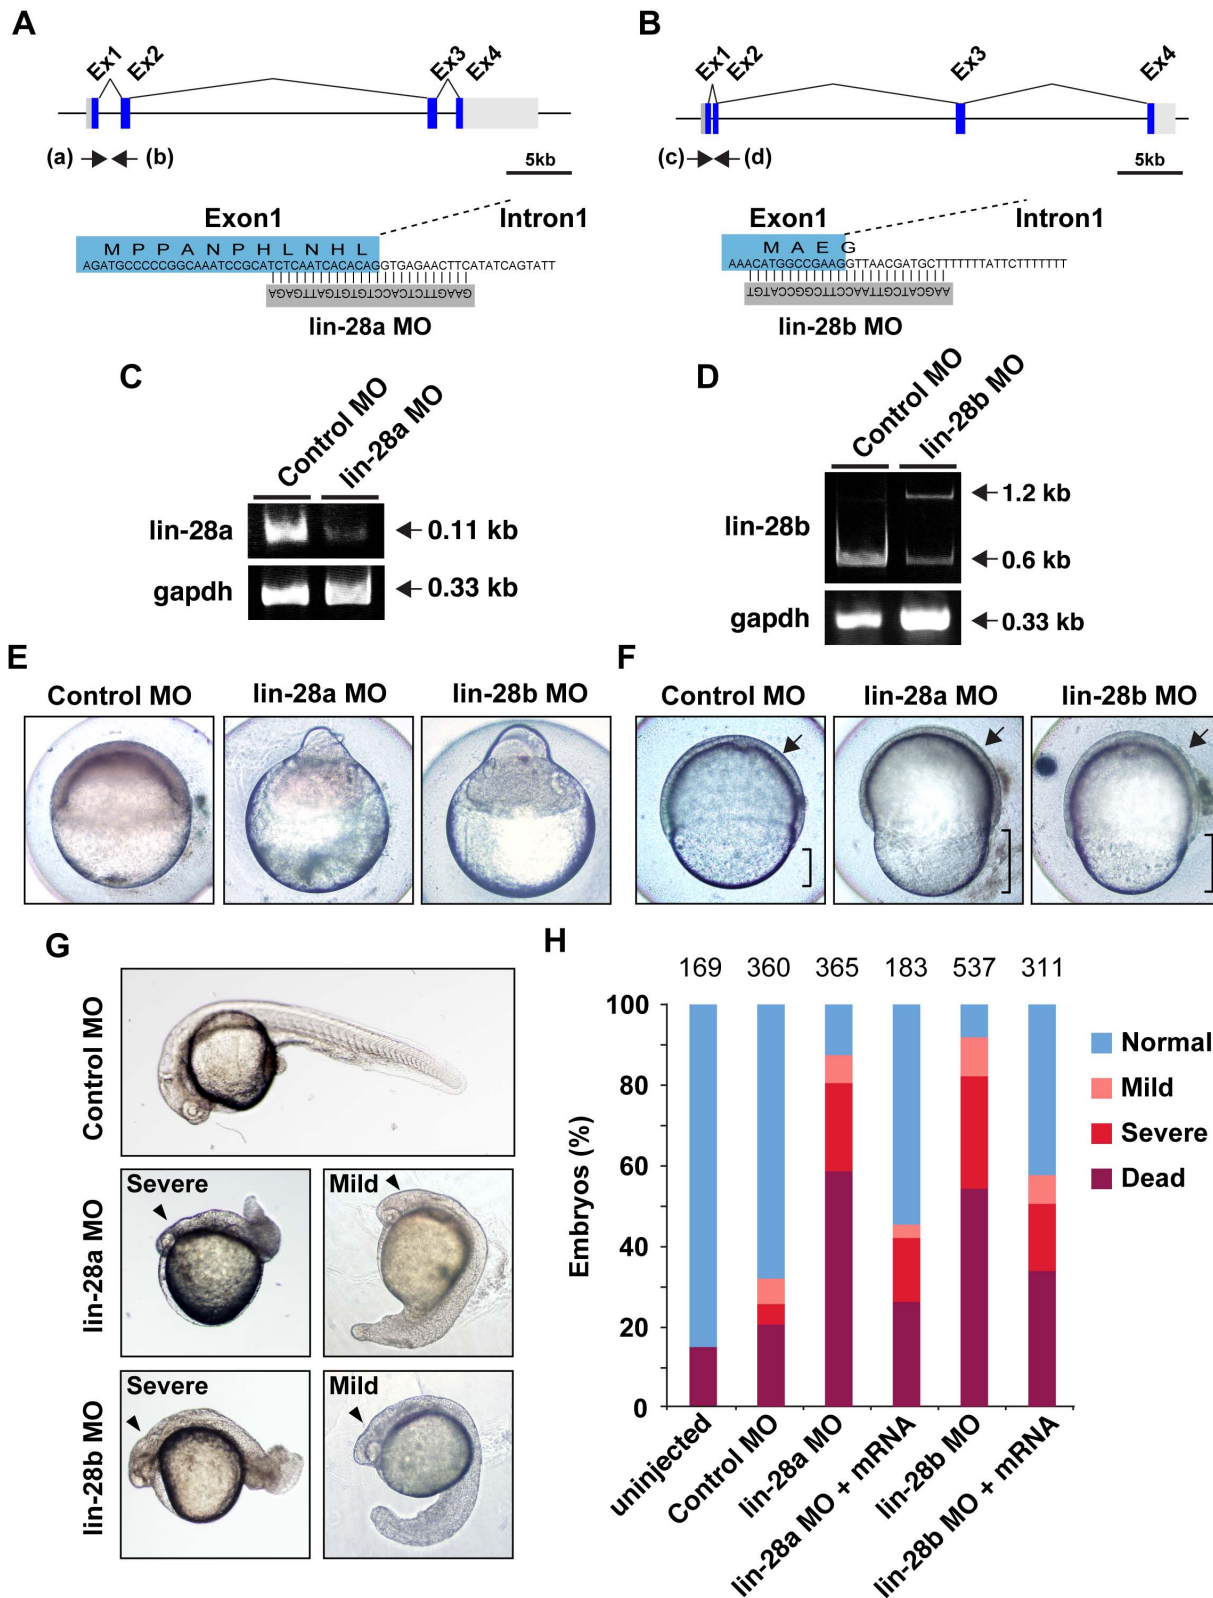 A
Ex1 Ex2 Ex3 Ex4
(a) (b)
5kb
Exon1 Intron1
M P P A N P H L N H L
AGATGCCCCCGGCAAATCCGCATCTCAATCACACAGGTGAGAACTTCATATCAGTATT
GAAGTTCTCACCTGTGTGATTGAGA
lin-28a MO
B
Ex1 Ex2 Ex3 Ex4
(c) (d)
5kb
Exon1 Intron1
M A E G
AAACATGGCCGAAGGTTAACGATGCTTTTTTTATTCTTTTTTT
AAGCATCGTTAACCTTCGGCCATGT
lin-28b MO
C
Control MO lin-28a MO
lin-28a 0.11 kb
gapdh 0.33 kb
D
Control MO lin-28b MO
1.2 kb
lin-28b
0.6 kb
gapdh 0.33 kb
E
Control MO lin-28a MO lin-28b MO
F
Control MO lin-28a MO lin-28b MO
G
Control MO
lin-28a MO
Severe Mild
lin-28b MO
Severe Mild
H
169 360 365 183 537 311
Embryos (%)
100
80
60
40
20
0
Normal
Mild
Severe
Dead
uninjected
Control MO
lin-28a MO
lin-28a MO + mRNA
lin-28b MO
lin-28b MO + mRNA